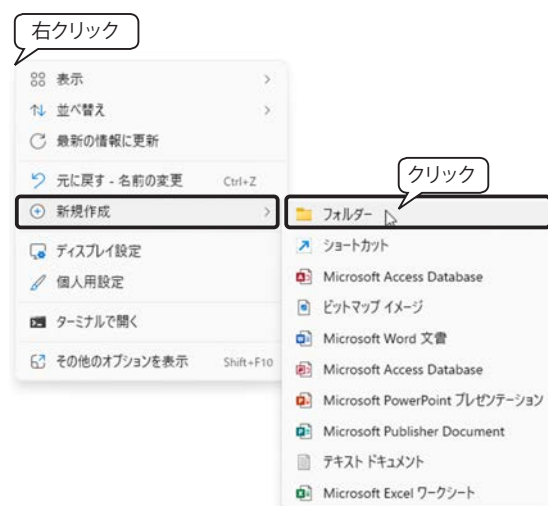 右クリック
表示
並べ替え
最新の情報に更新
元に戻す - 名前の変更 Ctrl+Z
新規作成
ディスプレイ設定
個人用設定
ターミナルで開く
その他のオプションを表示 Shift+F10
クリック
フォルダー
ショートカット
Microsoft Access Database
ビットマップ イメージ
Microsoft Word 文書
Microsoft Access Database
Microsoft PowerPoint プレゼンテーション
Microsoft Publisher Document
テキスト ドキュメント
Microsoft Excel ワークシート